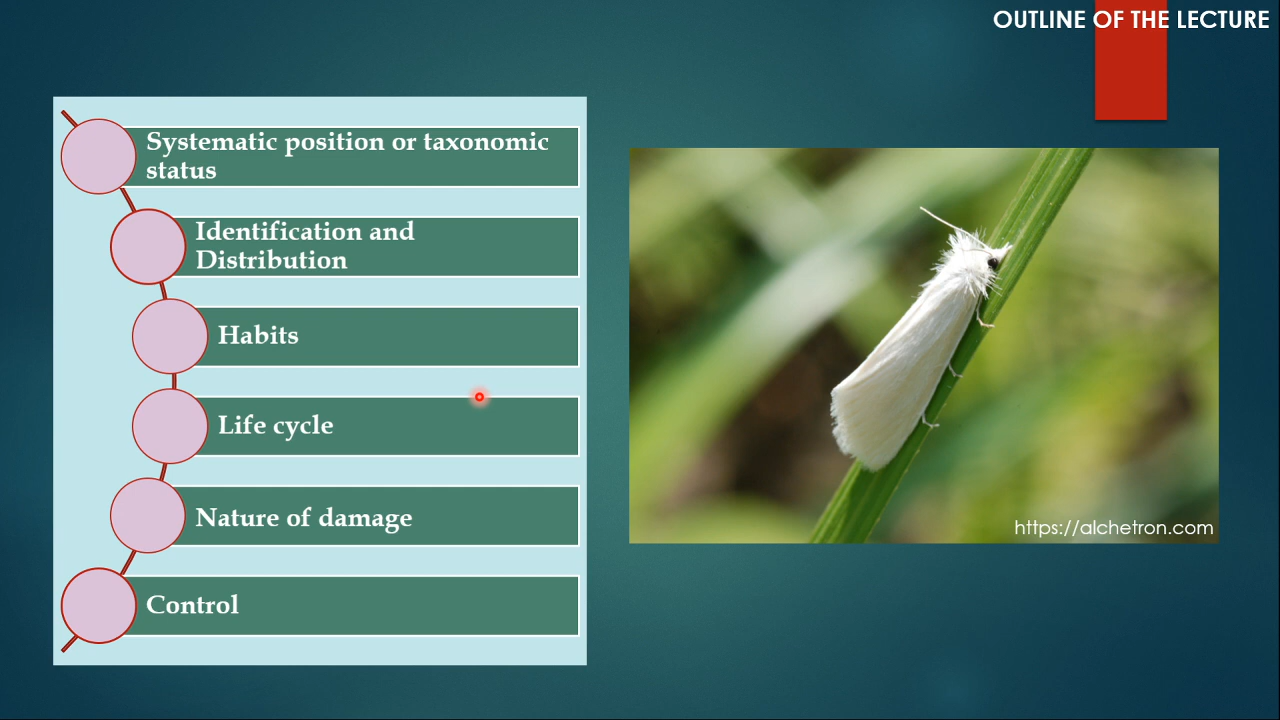 OUTLINE OF THE LECTURE
Systematic position or taxonomic
status
Identification and
Distribution
Habits
Life cycle
Nature of damage
Control
https://alchetron.com